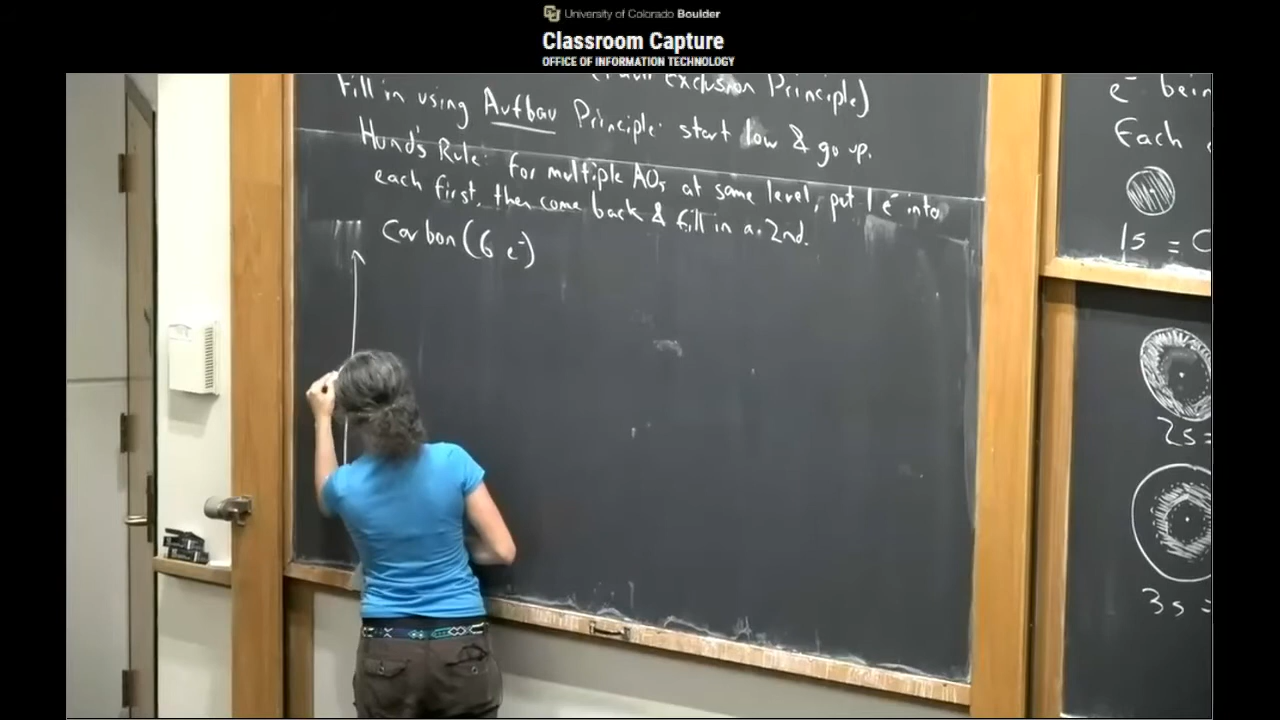 University of Colorado Boulder
Classroom Capture
OFFICE OF INFORMATION TECHNOLOGY
Exclusion Principle)
Fill in using Aufbau Principle: start low & go up.
Hund's Rule: for multiple AOs at same level, put 1 e⁻ into
each first, then come back & fill in a 2nd.
Carbon (6 e⁻)
e⁻ bein
Each
1s =
2s=
3s=